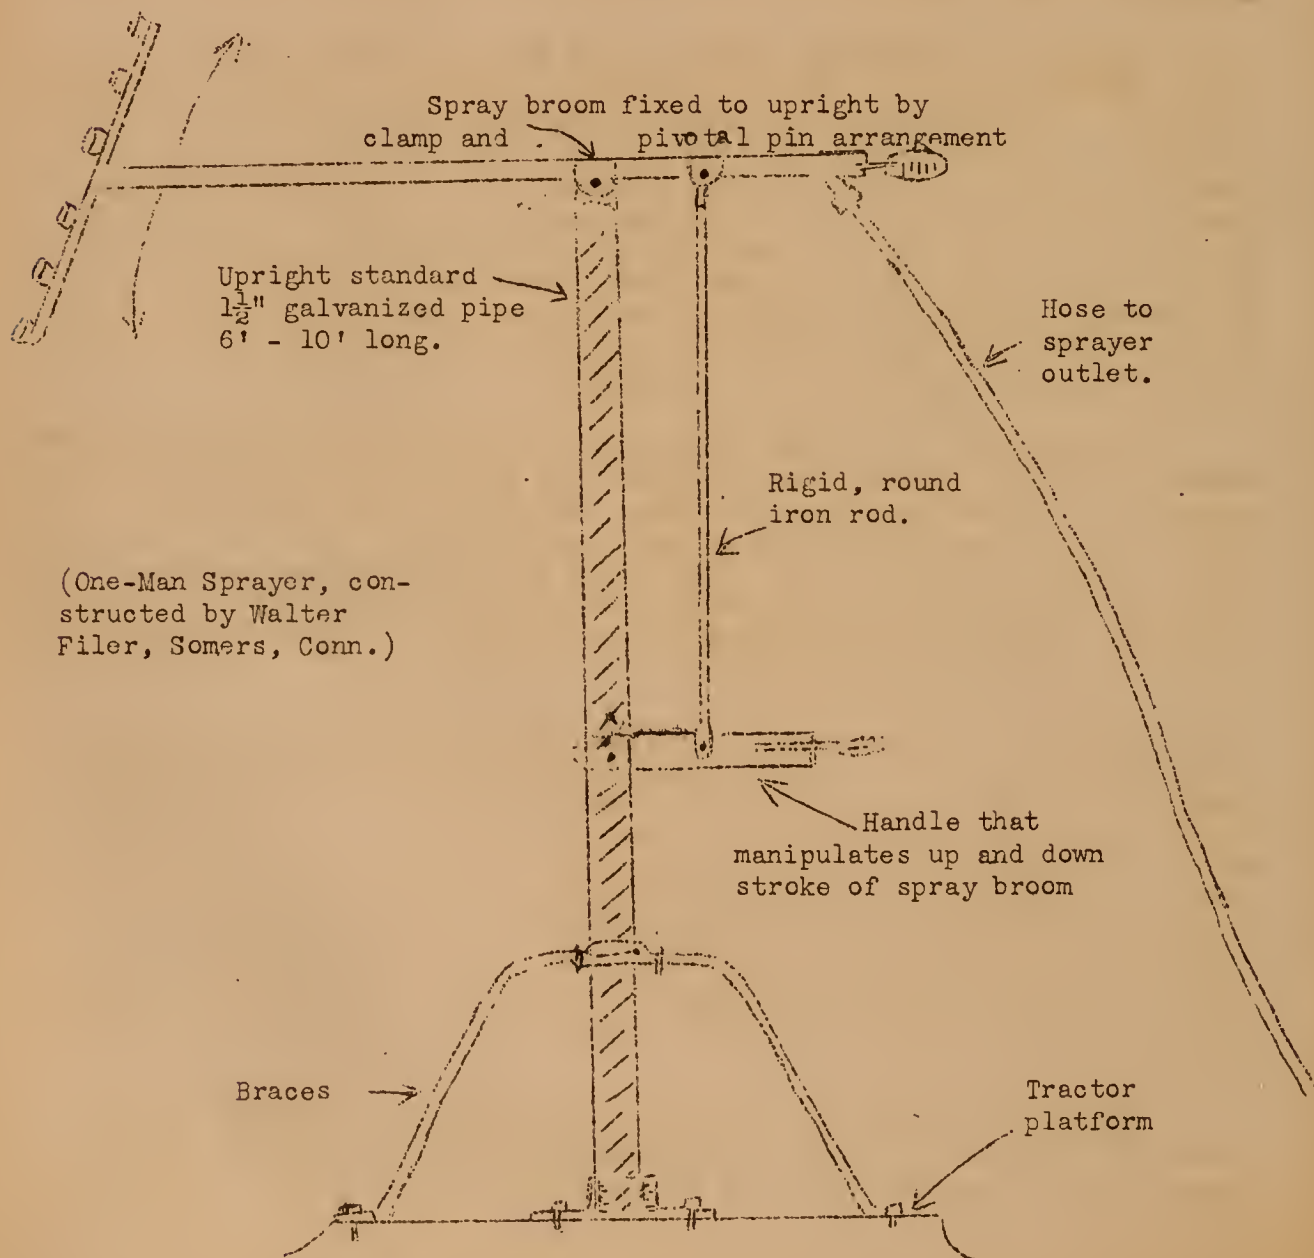 Spray broom fixed to upright by
clamp and pivotal pin arrangement
Upright standard
1½" galvanized pipe
6' - 10' long.
Hose to
sprayer
outlet.
Rigid, round
iron rod.
(One-Man Sprayer, con-
structed by Walter
Filer, Somers, Conn.)
Handle that
manipulates up and down
stroke of spray broom
Braces
Tractor
platform